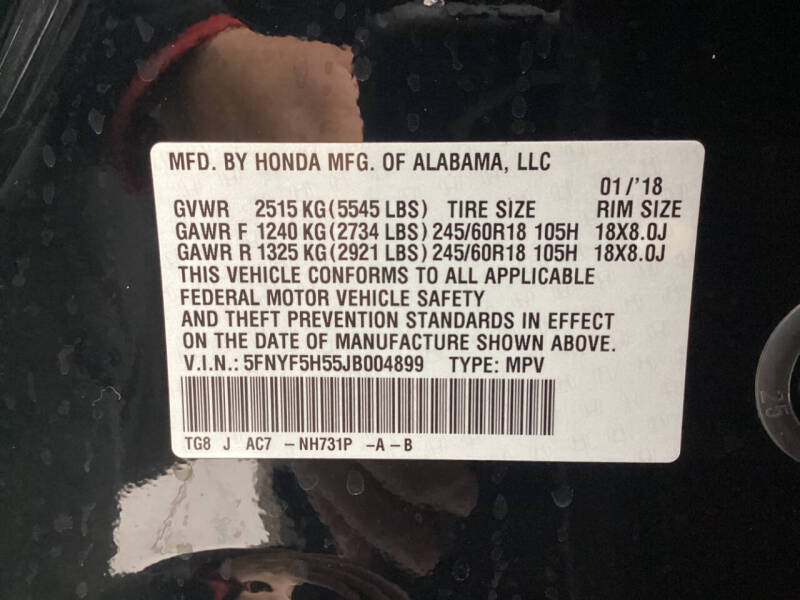 MFD. BY HONDA MFG. OF ALABAMA, LLC
01/'18
GVWR 2515 KG (5545 LBS) TIRE SIZE RIM SIZE
GAWR F 1240 KG (2734 LBS) 245/60R18 105H 18X8.0J
GAWR R 1325 KG (2921 LBS) 245/60R18 105H 18X8.0J
THIS VEHICLE CONFORMS TO ALL APPLICABLE
FEDERAL MOTOR VEHICLE SAFETY
AND THEFT PREVENTION STANDARDS IN EFFECT
ON THE DATE OF MANUFACTURE SHOWN ABOVE.
V.I.N.: 5FNYF5H55JB004899 TYPE: MPV
TG8 J AC7 -NH731P -A-B
25